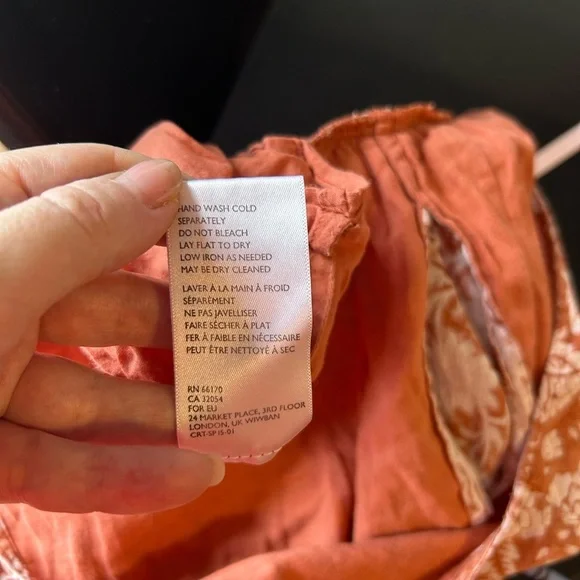 HAND WASH COLD
SEPARATELY
DO NOT BLEACH
LAY FLAT TO DRY
LOW IRON AS NEEDED
MAY BE DRY CLEANED
LAVER À LA MAIN À FROID
SÉPARÉMENT
NE PAS JAVELLISER
FAIRE SÉCHER À PLAT
FER À FAIBLE EN NÉCESSAIRE
PEUT ÊTRE NETTOYÉ À SEC
RN 66170
CA 32054
FOR EU
24 MARKET PLACE, 3RD FLOOR
LONDON, UK W1W8AN
CRT-SP15-01